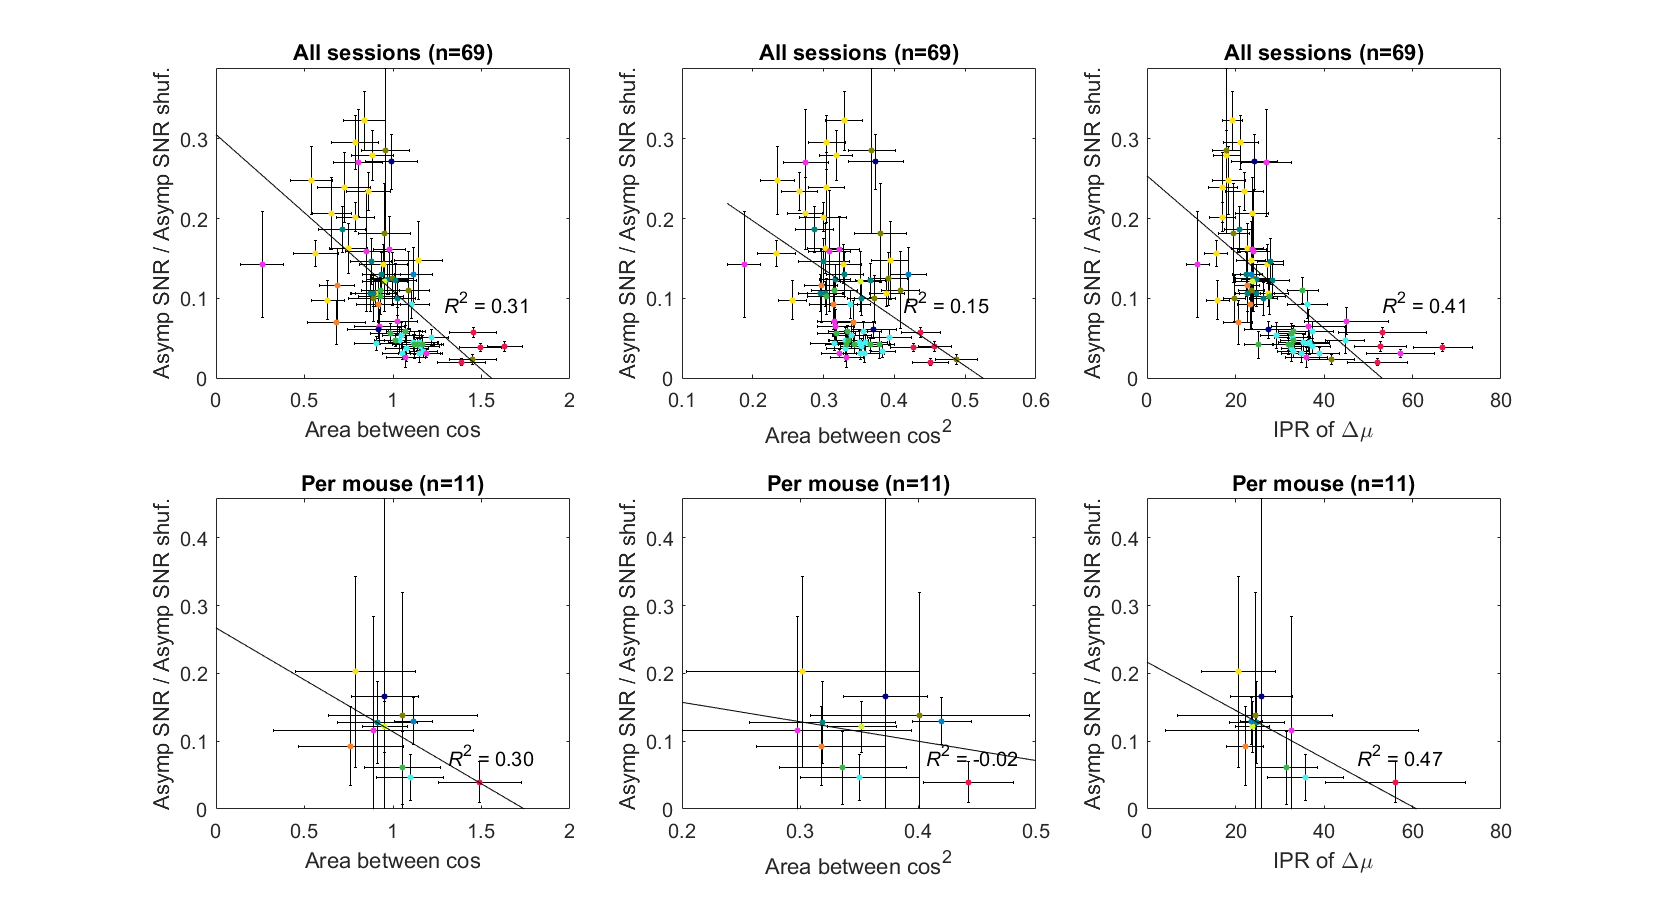 All sessions (n=69)
Asymp SNR / Asymp SNR shuf.
0.3
0.2
0.1
0
R² = 0.31
0 0.5 1 1.5 2
Area between cos
All sessions (n=69)
Asymp SNR / Asymp SNR shuf.
0.3
0.2
0.1
0
R² = 0.15
0.1 0.2 0.3 0.4 0.5 0.6
Area between cos²
All sessions (n=69)
Asymp SNR / Asymp SNR shuf.
0.3
0.2
0.1
0
R² = 0.41
0 20 40 60 80
IPR of Δμ
Per mouse (n=11)
Asymp SNR / Asymp SNR shuf.
0.4
0.3
0.2
0.1
0
R² = 0.30
0 0.5 1 1.5 2
Area between cos
Per mouse (n=11)
Asymp SNR / Asymp SNR shuf.
0.4
0.3
0.2
0.1
0
R² = -0.02
0.2 0.3 0.4 0.5
Area between cos²
Per mouse (n=11)
Asymp SNR / Asymp SNR shuf.
0.4
0.3
0.2
0.1
0
R² = 0.47
0 20 40 60 80
IPR of Δμ